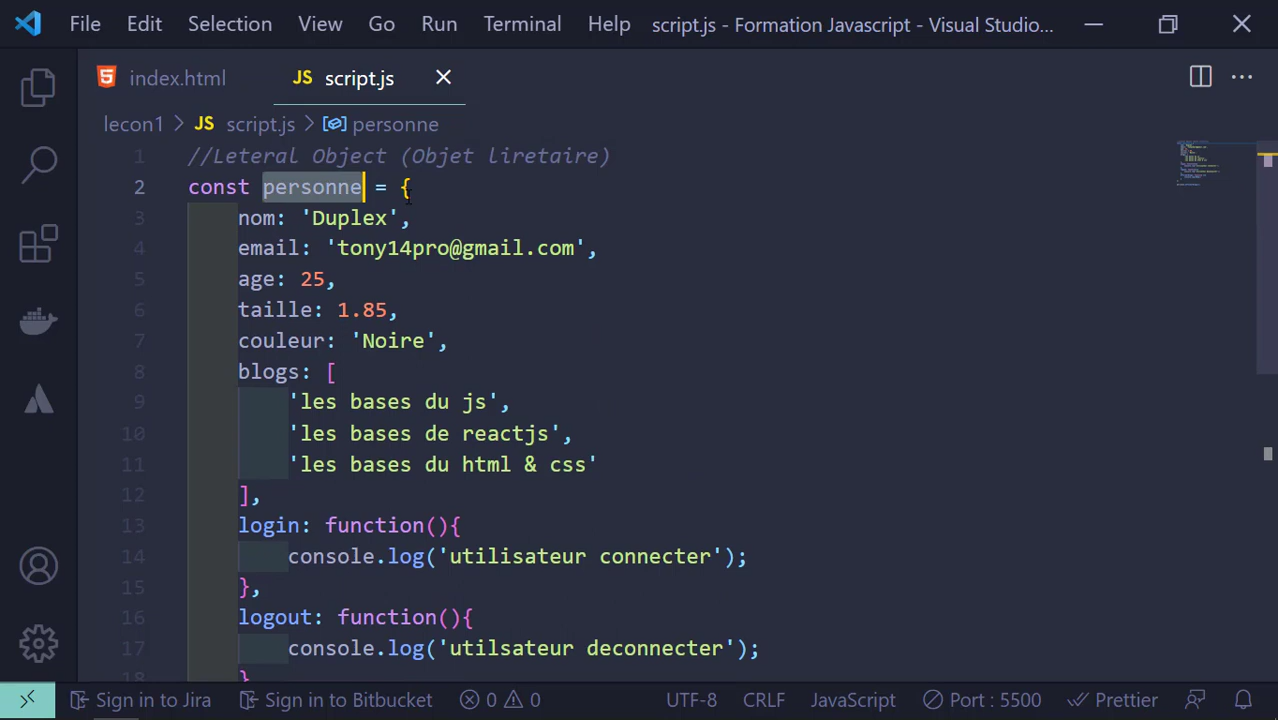 File Edit Selection View Go Run Terminal Help script.js - Formation Javascript - Visual Studio...
index.html JS script.js
lecon1 > JS script.js > personne
1 //Leteral Object (Objet liretaire)
2 const personne = {
3 nom: 'Duplex',
4 email: 'tony14pro@gmail.com',
5 age: 25,
6 taille: 1.85,
7 couleur: 'Noire',
8 blogs: [
9 'les bases du js',
10 'les bases de reactjs',
11 'les bases du html & css'
12 ],
13 login: function(){
14 console.log('utilisateur connecter');
15 },
16 logout: function(){
17 console.log('utilsateur deconnecter');
18 }
Sign in to Jira Sign in to Bitbucket 0 0 UTF-8 CRLF JavaScript Port : 5500 Prettier